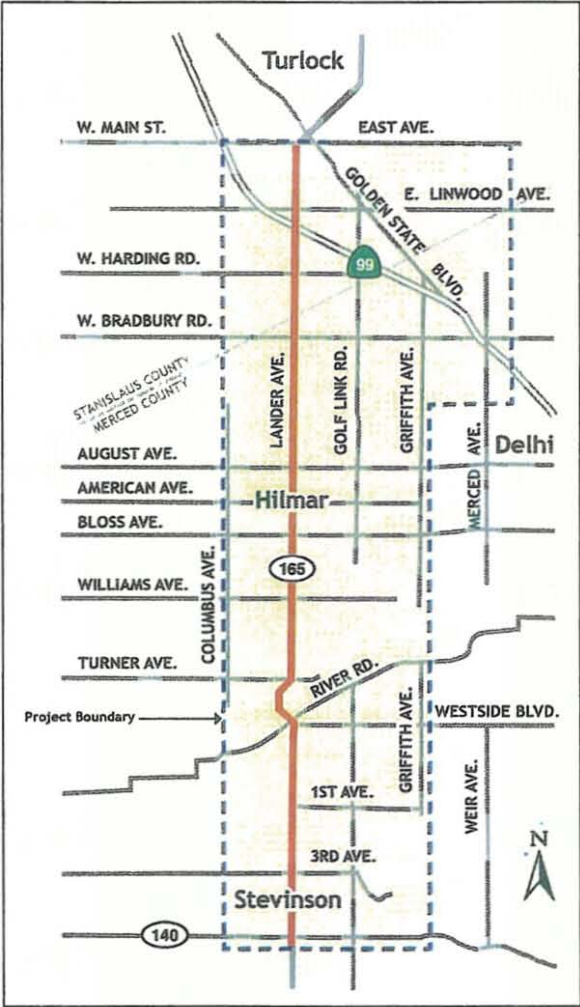 Turlock
W. MAIN ST.
EAST AVE.
GOLDEN STATE BLVD.
E. LINWOOD AVE.
W. HARDING RD.
99
W. BRADBURY RD.
STANISLAUS COUNTY
MERCED COUNTY
LANDER AVE.
GOLF LINK RD.
GRIFFITH AVE.
MERCED AVE.
Delhi
AUGUST AVE.
AMERICAN AVE.
Hilmar
BLOSS AVE.
COLUMBUS AVE.
165
WILLIAMS AVE.
TURNER AVE.
RIVER RD.
Project Boundary
GRIFFITH AVE.
WESTSIDE BLVD.
WEIR AVE.
1ST AVE.
N
3RD AVE.
Stevinson
140